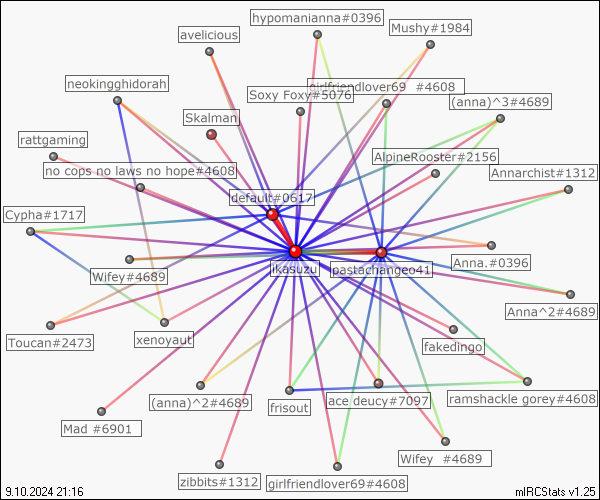 hypomanianna#0396
Mushy#1984
avelicious
neokingghidorah
girlfriendlover69 #4608
Soxy Foxy#5076
(anna)^3#4689
Skalman
rattgaming
AlpineRooster#2156
no cops no laws no hope#4608
Annarchist#1312
default#0617
Cypha#1717
Anna.#0396
ikasuzu
pastachangeo41
Wifey#4689
Anna^2#4689
Toucan#2473
xenoyaut
fakedingo
(anna)^2#4689
frisout
ace.deucy#7097
ramshackle gorey#4608
Mad #6901
Wifey #4689
zibbits#1312
girlfriendlover69#4608
9.10.2024 21:16
mIRCStats v1.25